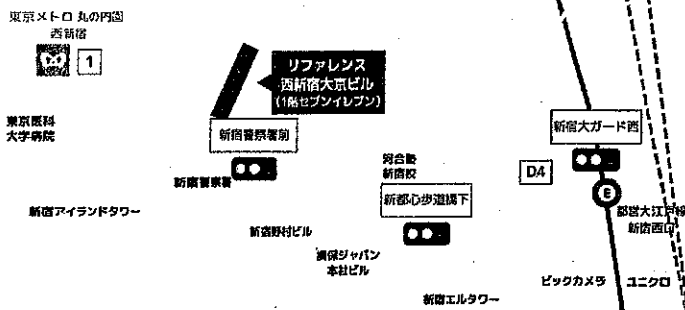 東京メトロ 丸の内線
西新宿
1
リファレンス
西新宿大京ビル
(1階セブンイレブン)
東京医科
大学病院
新宿警察署前
新宿大ガード西
新宿警察署
河合塾
新宿校
D4
新都心歩道橋下
E
新宿アイランドタワー
都営大江戸線
新宿西口
新宿野村ビル
損保ジャパン
本社ビル
ビックカメラ
ユニクロ
新宿エルタワー